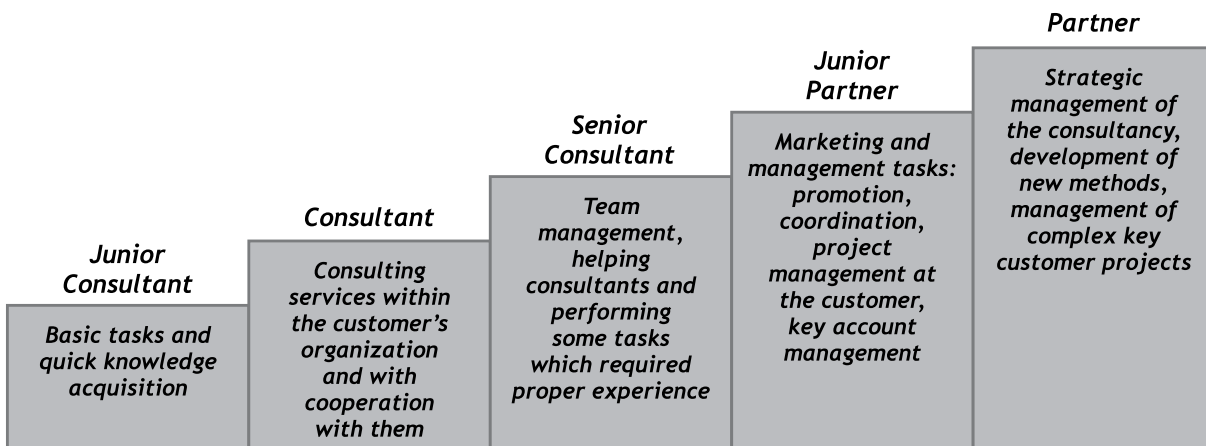 Junior
Consultant
Basic tasks and
quick knowledge
acquisition
Consultant
Consulting
services within
the customer's
organization
and with
cooperation
with them
Senior
Consultant
Team
management,
helping
consultants and
performing
some tasks
which required
proper experience
Junior
Partner
Marketing and
management tasks:
promotion,
coordination,
project
management at
the customer,
key account
management
Partner
Strategic
management of
the consultancy,
development of
new methods,
management of
complex key
customer projects